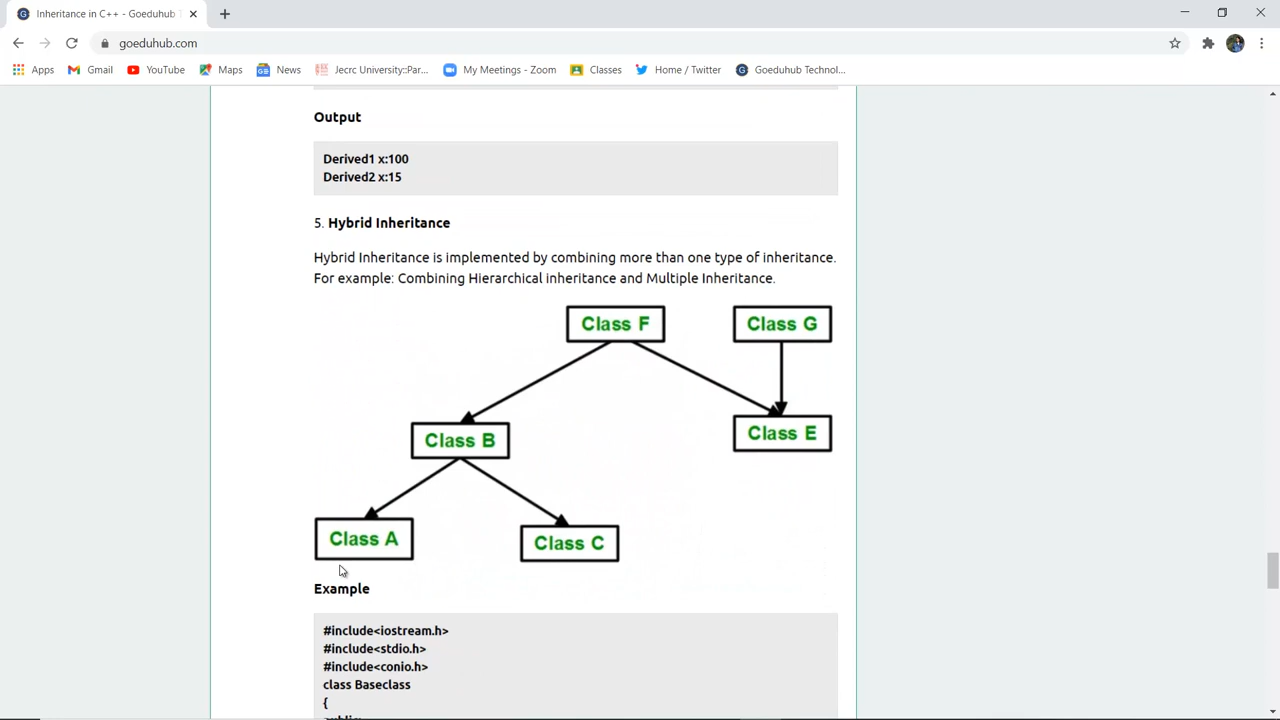 Inheritance in C++ - Goeduhub
goeduhub.com
Apps
Gmail
YouTube
Maps
News
Jecrc University::Par...
My Meetings - Zoom
Classes
Home / Twitter
Goeduhub Technol...
Output
Derived1 x:100
Derived2 x:15
5. Hybrid Inheritance
Hybrid Inheritance is implemented by combining more than one type of inheritance.
For example: Combining Hierarchical inheritance and Multiple Inheritance.
Class F
Class G
Class B
Class E
Class A
Class C
Example
#include<iostream.h>
#include<stdio.h>
#include<conio.h>
class Baseclass
{